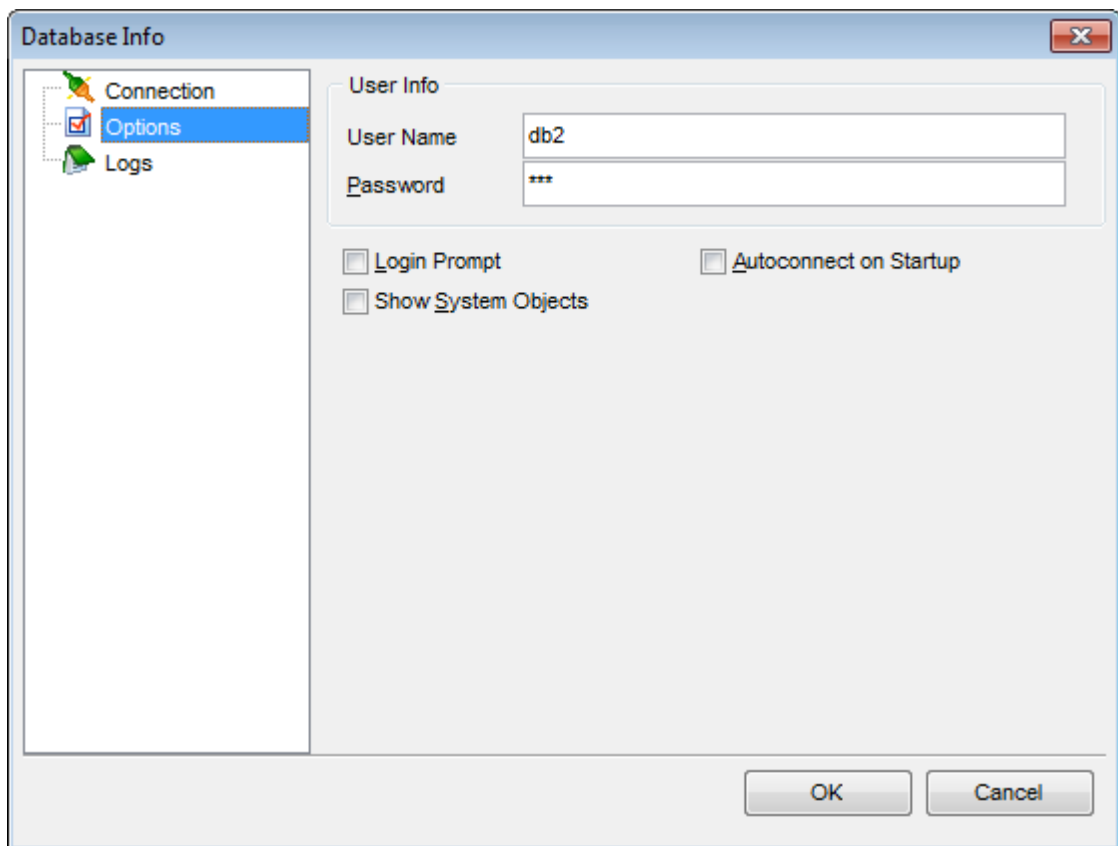 Database Info
Connection
Options
Logs
User Info
User Name db2
Password ***
Login Prompt Autoconnect on Startup
Show System Objects
OK Cancel